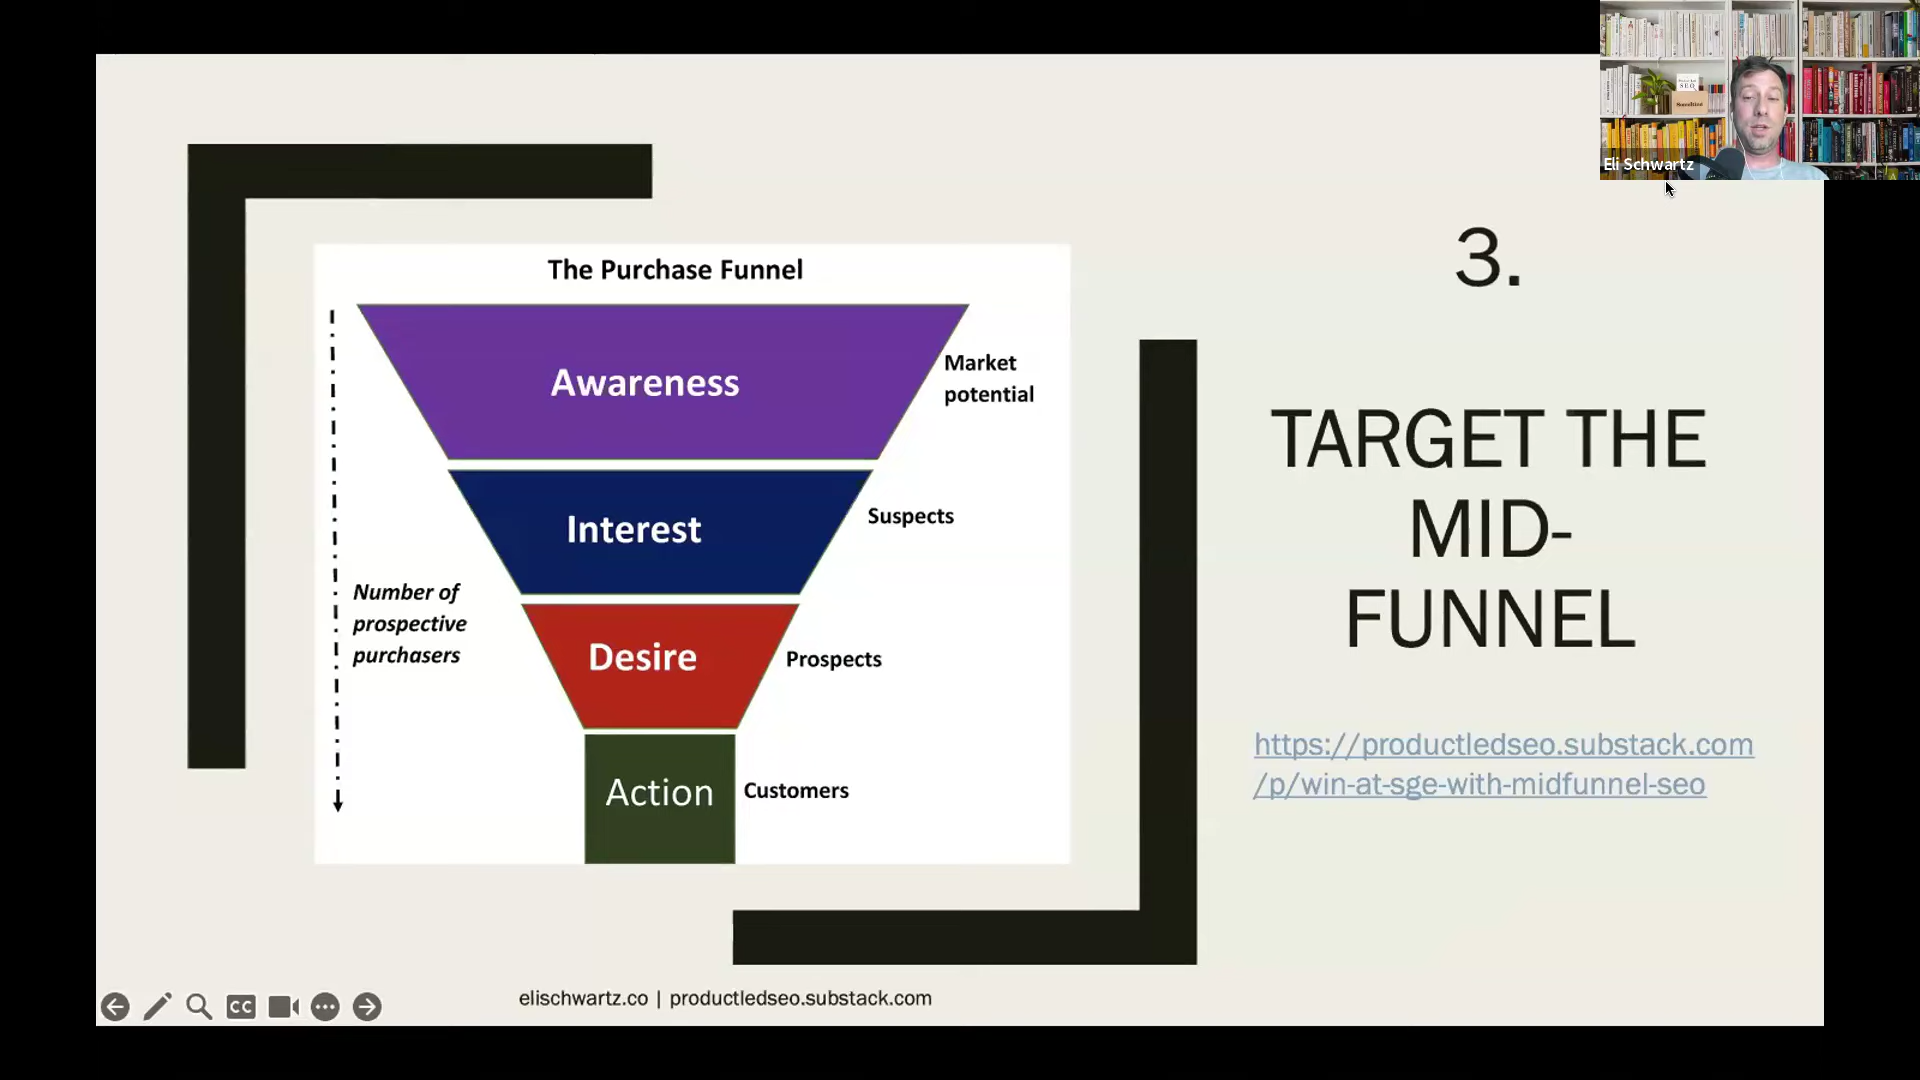 Eli Schwartz
SEO
3.
TARGET THE
MID-
FUNNEL
https://productledseo.substack.com
/p/win-at-sge-with-midfunnel-seo
The Purchase Funnel
Awareness
Market
potential
Interest
Suspects
Number of
prospective
purchasers
Desire
Prospects
Action
Customers
CC
elischwartz.co | productledseo.substack.com